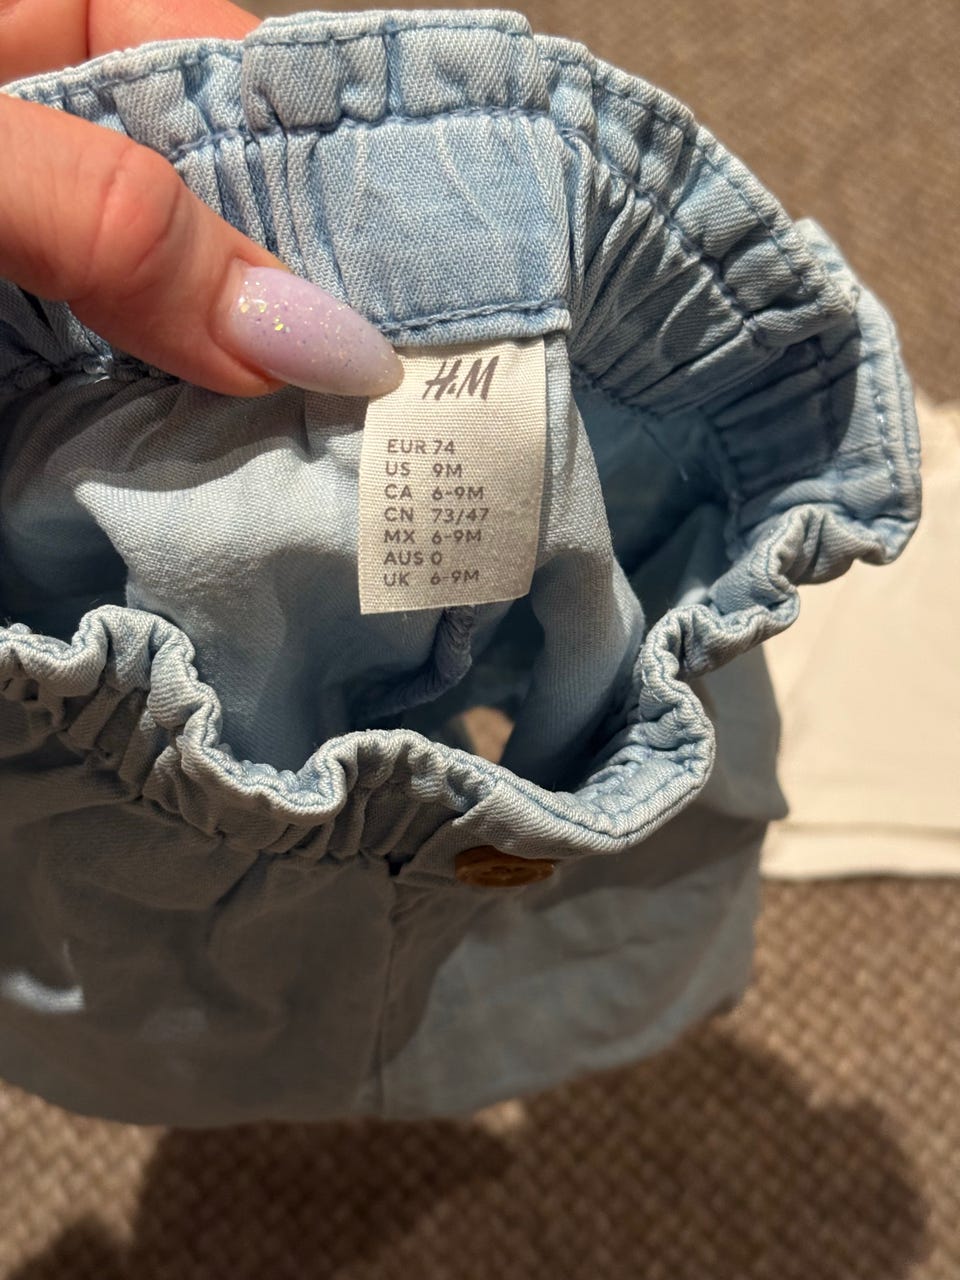 H&M
EUR 74
US 9M
CA 6-9M
CN 73/47
MX 6-9M
AUS 0
UK 6-9M